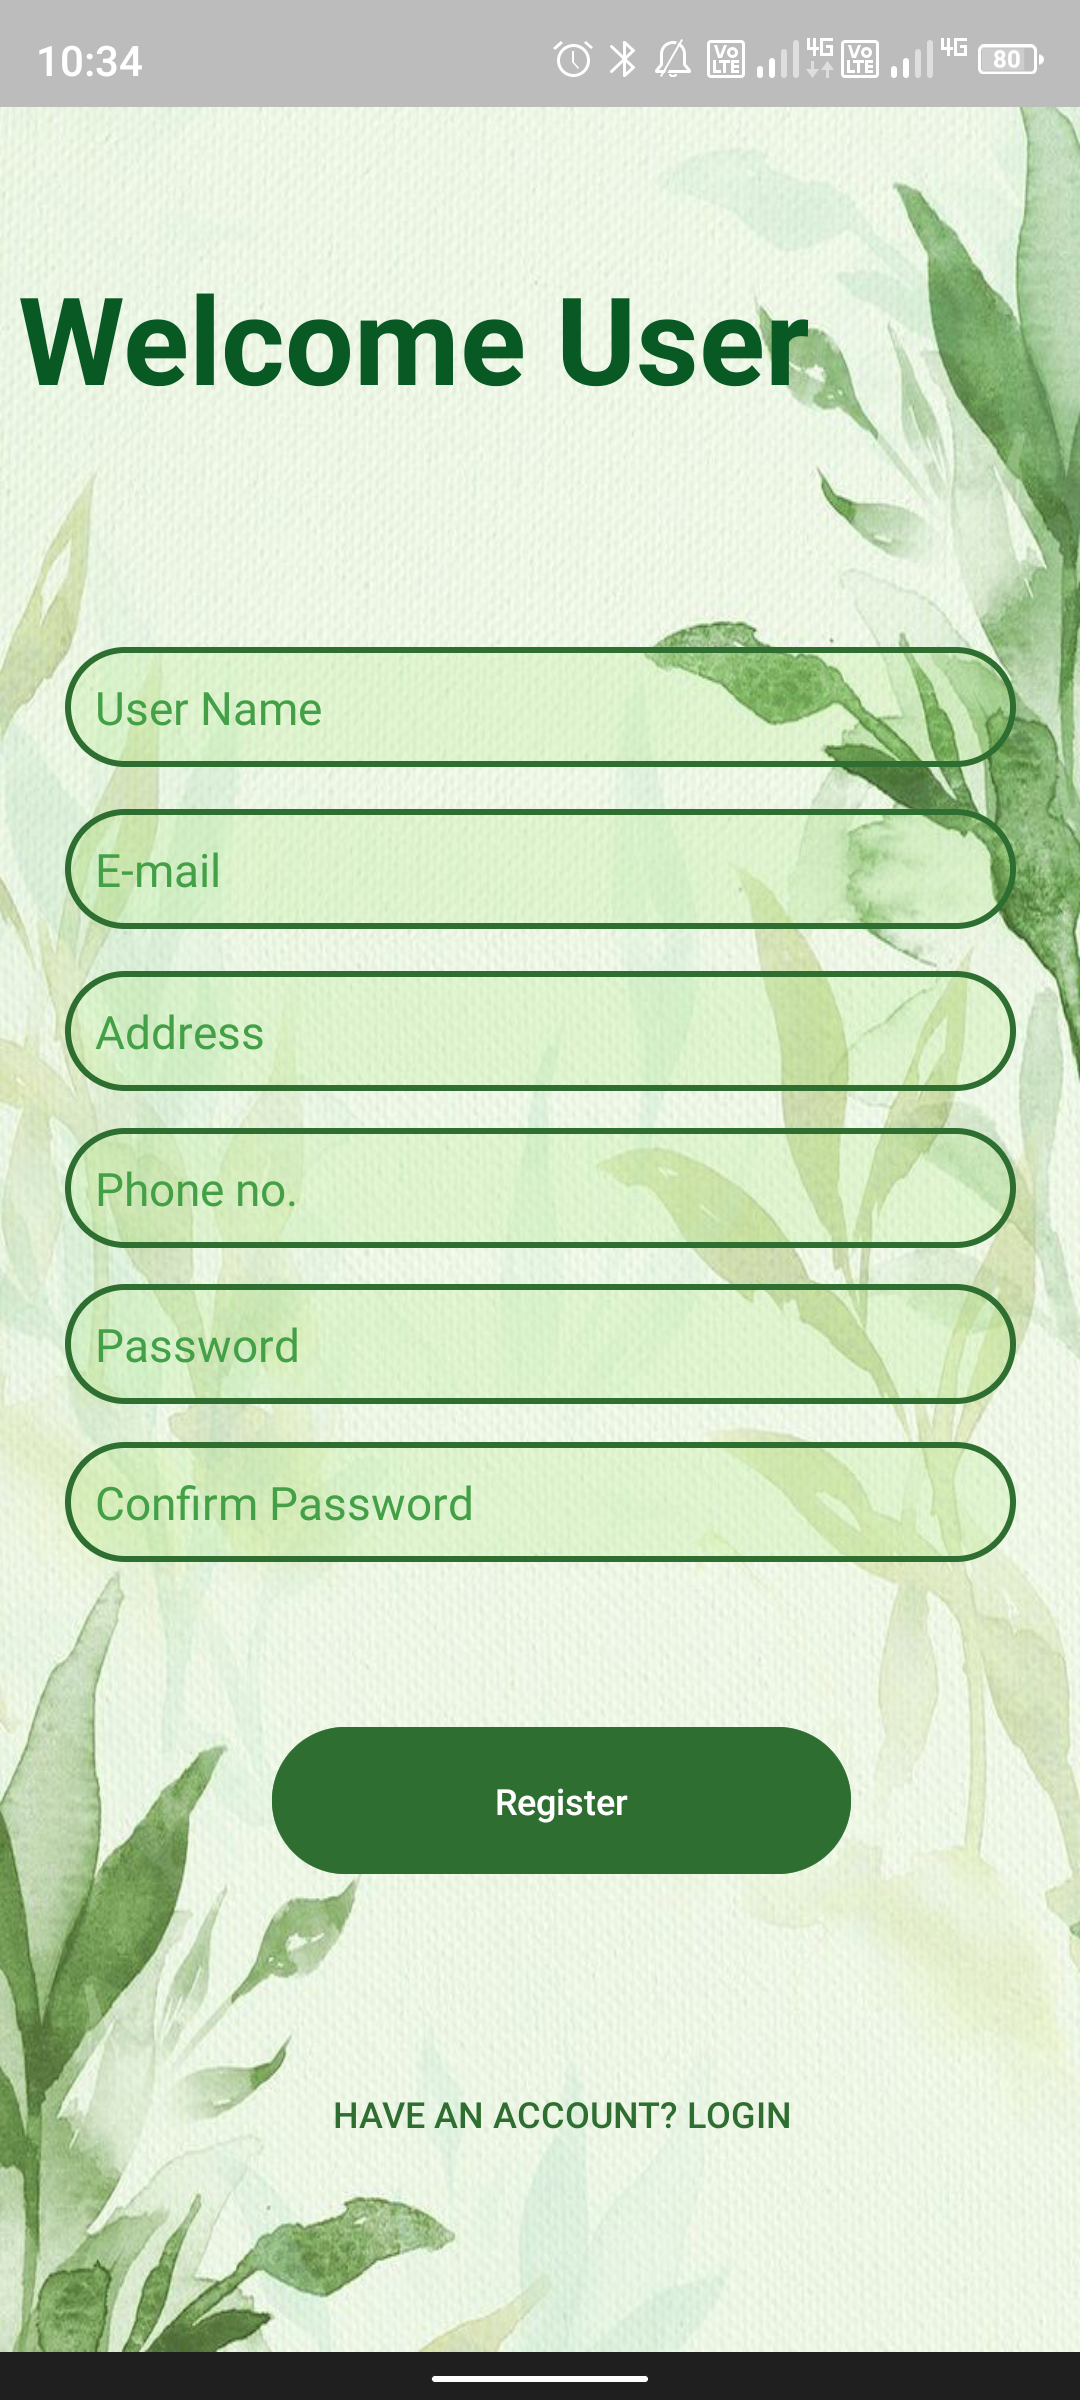 10:34 Vo LTE 4G Vo LTE 4G 80
Welcome User
User Name
E-mail
Address
Phone no.
Password
Confirm Password
Register
HAVE AN ACCOUNT? LOGIN